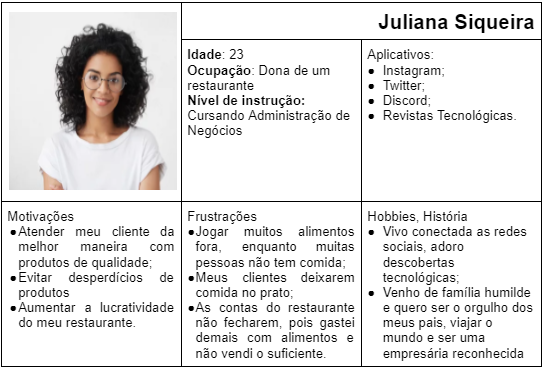 Juliana Siqueira
Idade: 23
Ocupação: Dona de um
restaurante
Nível de instrução:
Cursando Administração de
Negócios
Aplicativos:
● Instagram;
● Twitter;
● Discord;
● Revistas Tecnológicas.
Motivações
●Atender meu cliente da
melhor maneira com
produtos de qualidade;
●Evitar desperdícios de
produtos
●Aumentar a lucratividade
do meu restaurante.
Frustrações
●Jogar muitos alimentos
fora, enquanto muitas
pessoas não tem comida;
●Meus clientes deixarem
comida no prato;
●As contas do restaurante
não fecharem, pois gastei
demais com alimentos e
não vendi o suficiente.
Hobbies, História
● Vivo conectada as redes
sociais, adoro
descobertas
tecnológicas;
● Venho de família humilde
e quero ser o orgulho dos
meus pais, viajar o
mundo e ser uma
empresária reconhecida